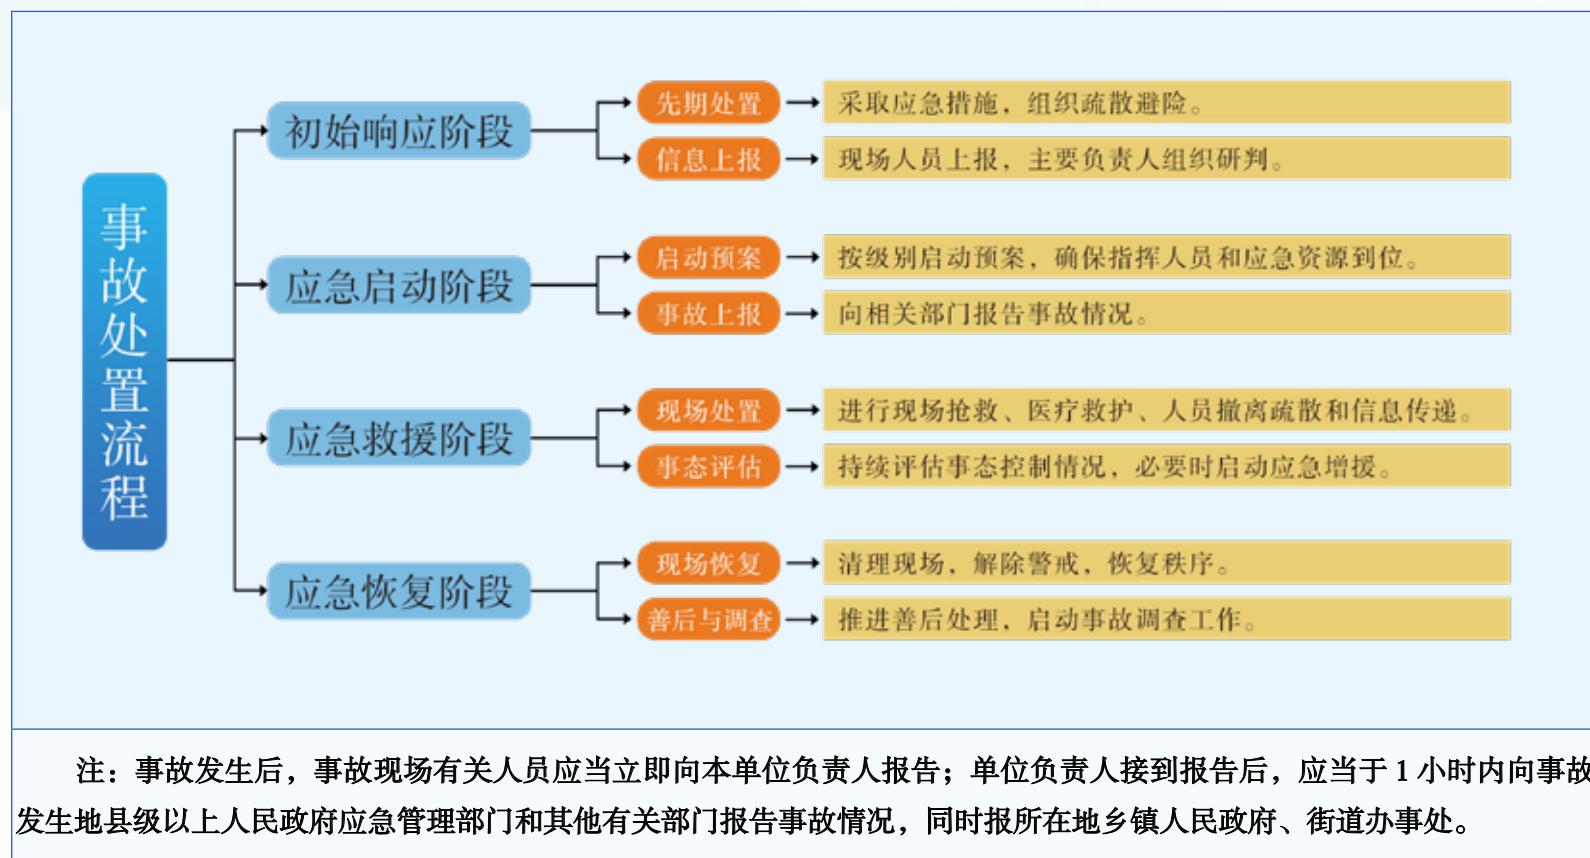 事故处置流程
初始响应阶段
先期处置
采取应急措施，组织疏散避险。
信息上报
现场人员上报，主要负责人组织研判。
应急启动阶段
启动预案
按级别启动预案，确保指挥人员和应急资源到位。
事故上报
向相关部门报告事故情况。
应急救援阶段
现场处置
进行现场抢救、医疗救护、人员撤离疏散和信息传递。
事态评估
持续评估事态控制情况，必要时启动应急增援。
应急恢复阶段
现场恢复
清理现场，解除警戒，恢复秩序。
善后与调查
推进善后处理，启动事故调查工作。
注：事故发生后，事故现场有关人员应当立即向本单位负责人报告；单位负责人接到报告后，应当于 1 小时内向事故
发生地县级以上人民政府应急管理部门和其他有关部门报告事故情况，同时报所在地乡镇人民政府、街道办事处。